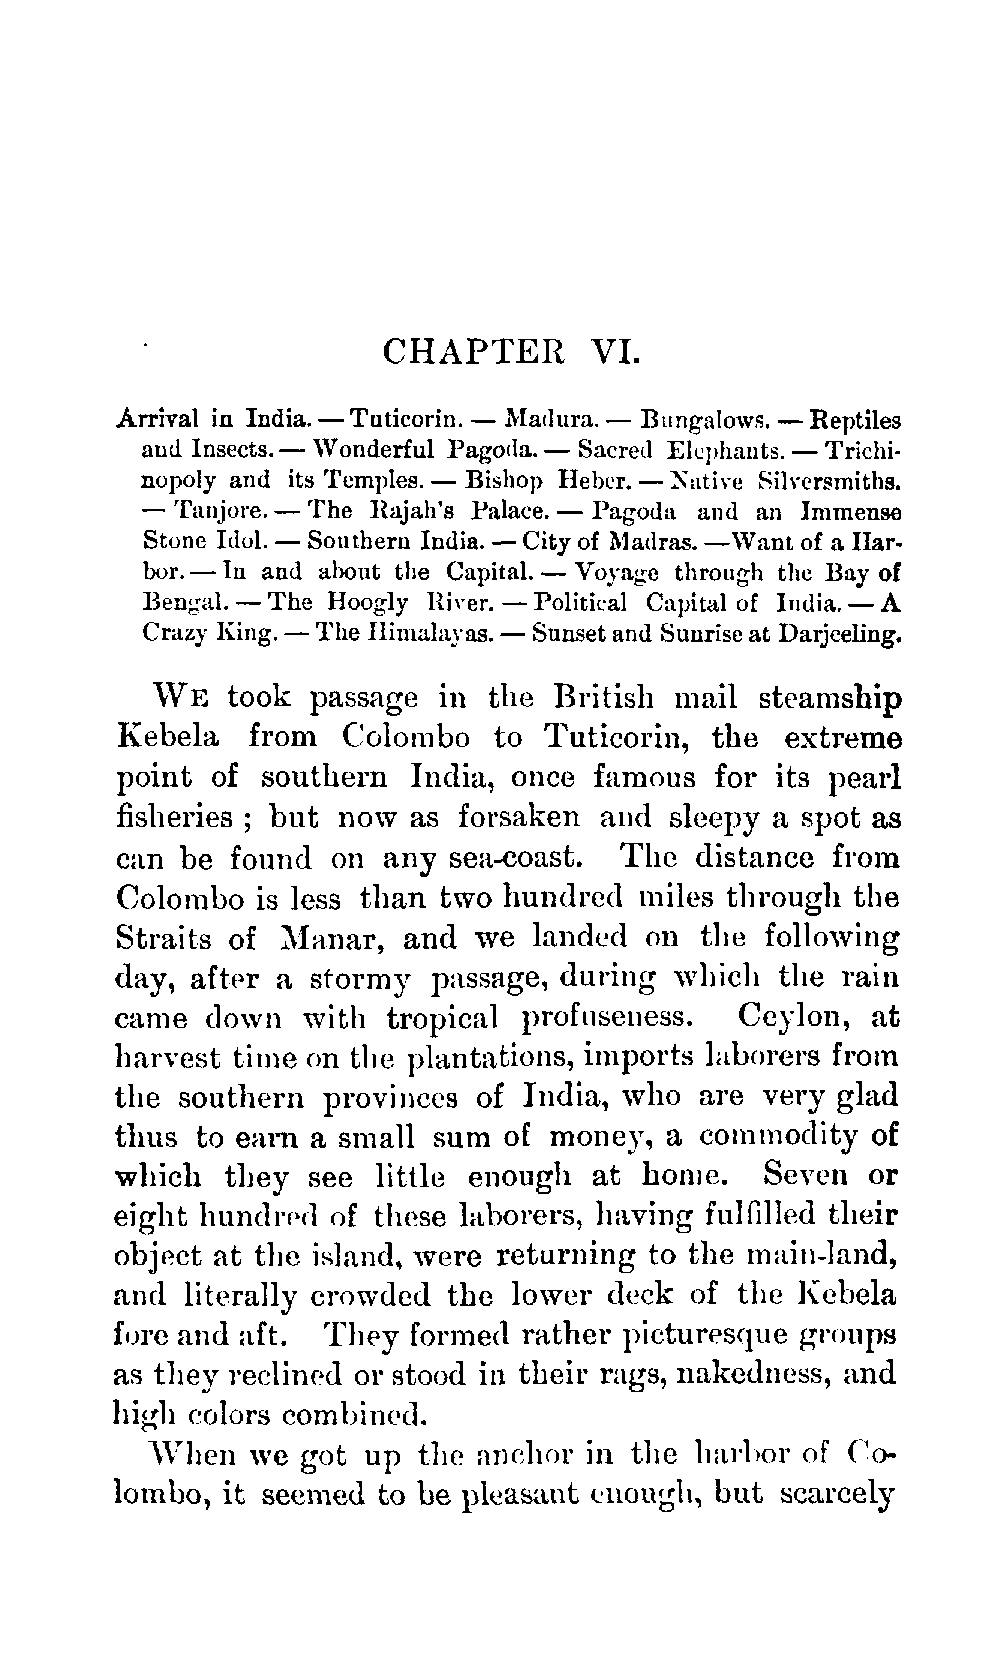 CHAPTER VI.
Arrival in India. — Tuticorin. — Madura. — Bungalows. — Reptiles
and Insects. — Wonderful Pagoda. — Sacred Elephants. — Trichi-
nopoly and its Temples. — Bishop Heber. — Native Silversmiths.
— Tanjore. — The Rajah's Palace. — Pagoda and an Immense
Stone Idol. — Southern India. — City of Madras. — Want of a Har-
bor. — In and about the Capital. — Voyage through the Bay of
Bengal. — The Hoogly River. — Political Capital of India. — A
Crazy King. — The Himalayas. — Sunset and Sunrise at Darjeeling.
WE took passage in the British mail steamship
Kebela from Colombo to Tuticorin, the extreme
point of southern India, once famous for its pearl
fisheries ; but now as forsaken and sleepy a spot as
can be found on any sea-coast. The distance from
Colombo is less than two hundred miles through the
Straits of Manar, and we landed on the following
day, after a stormy passage, during which the rain
came down with tropical profuseness. Ceylon, at
harvest time on the plantations, imports laborers from
the southern provinces of India, who are very glad
thus to earn a small sum of money, a commodity of
which they see little enough at home. Seven or
eight hundred of these laborers, having fulfilled their
object at the island, were returning to the main-land,
and literally crowded the lower deck of the Kebela
fore and aft. They formed rather picturesque groups
as they reclined or stood in their rags, nakedness, and
high colors combined.
When we got up the anchor in the harbor of Co-
lombo, it seemed to be pleasant enough, but scarcely